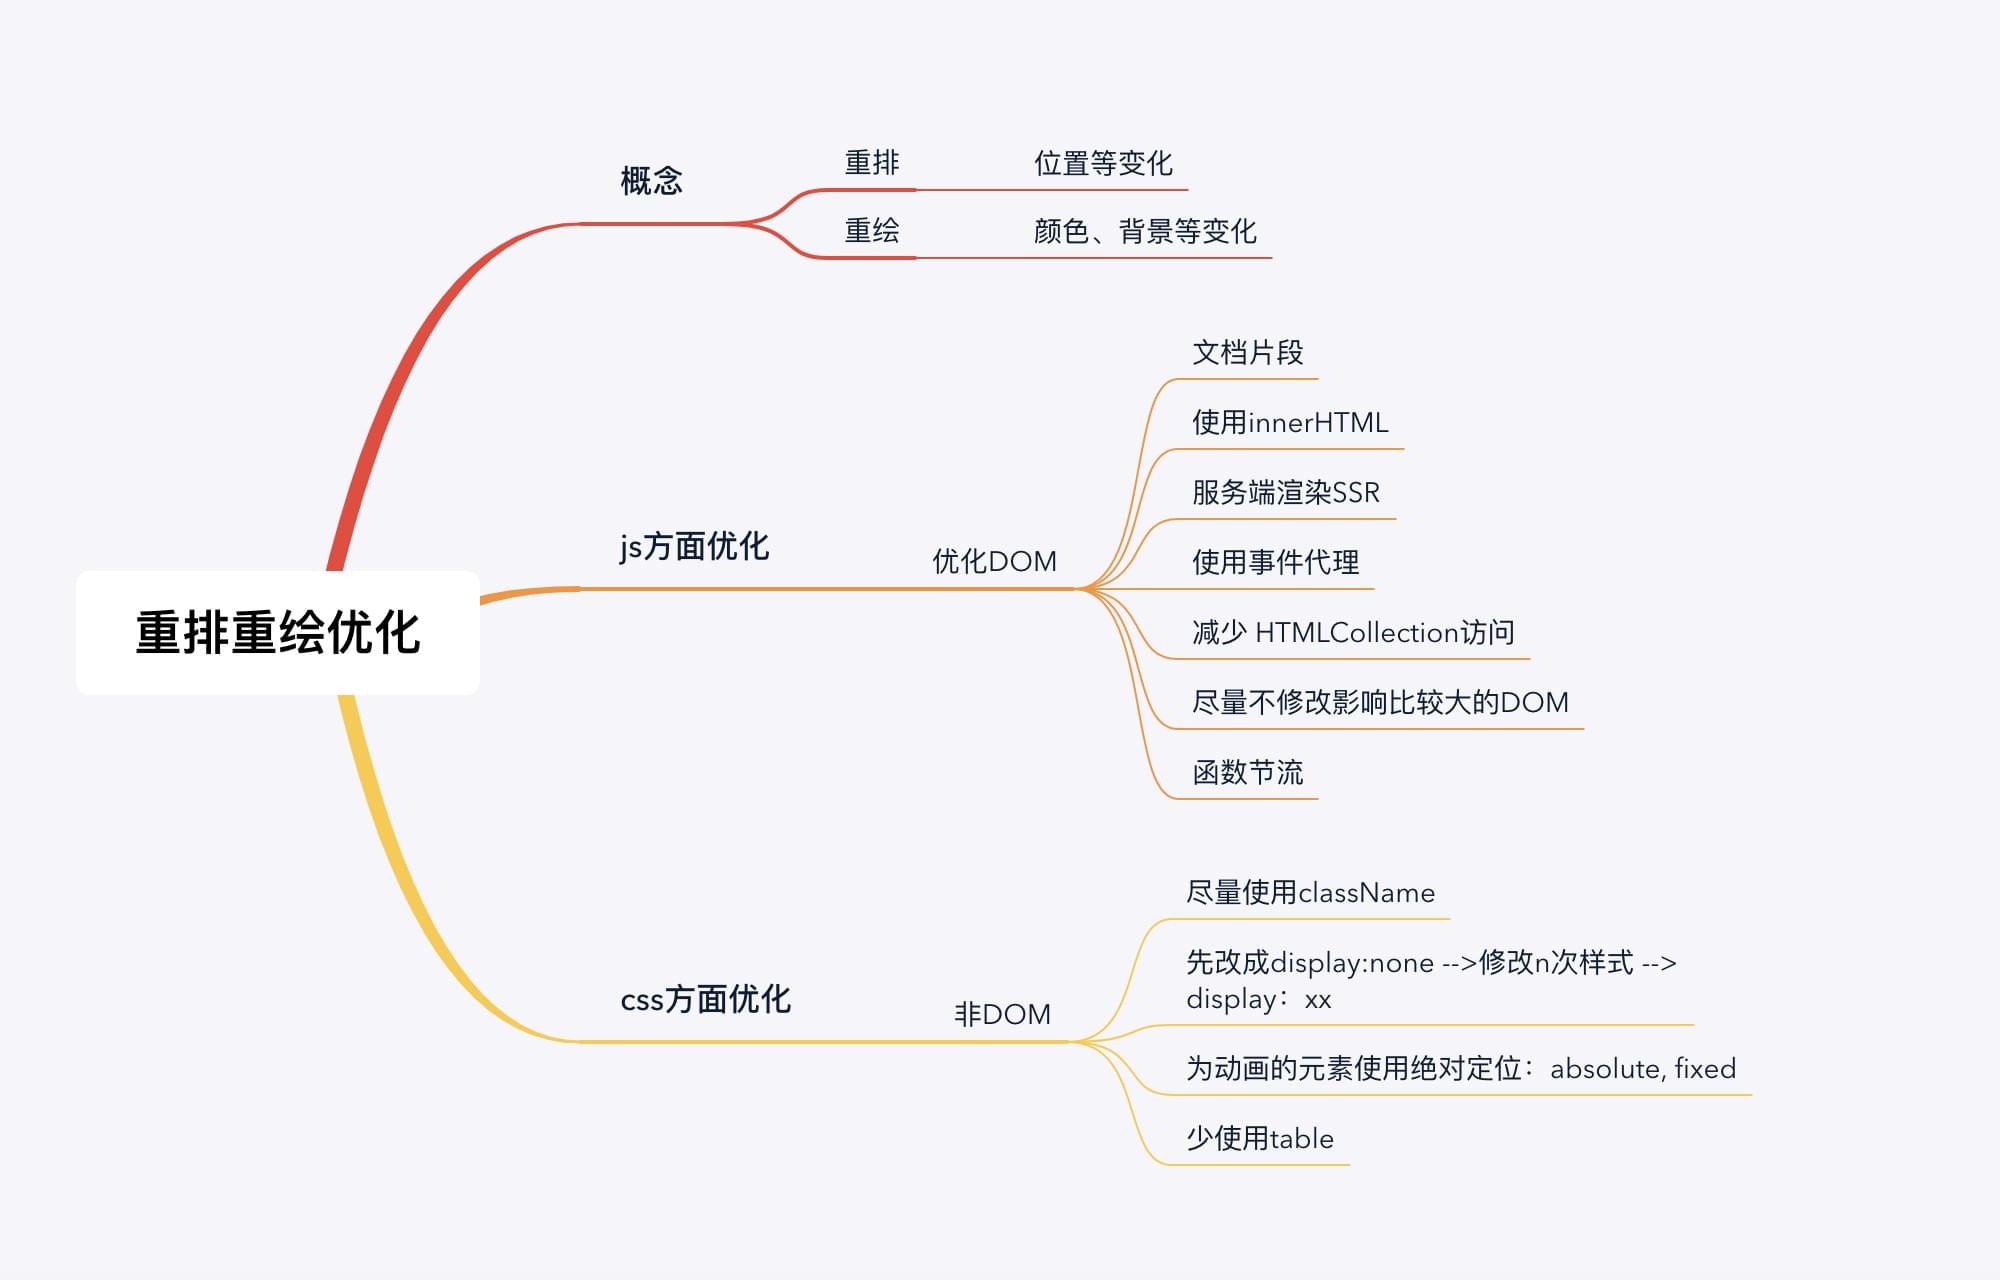 重排重绘优化
概念
重排
位置等变化
重绘
颜色、背景等变化
js方面优化
优化DOM
文档片段
使用innerHTML
服务端渲染SSR
使用事件代理
减少 HTMLCollection访问
尽量不修改影响比较大的DOM
函数节流
css方面优化
非DOM
尽量使用className
先改成display:none -->修改n次样式 -->
display：xx
为动画的元素使用绝对定位：absolute, fixed
少使用table